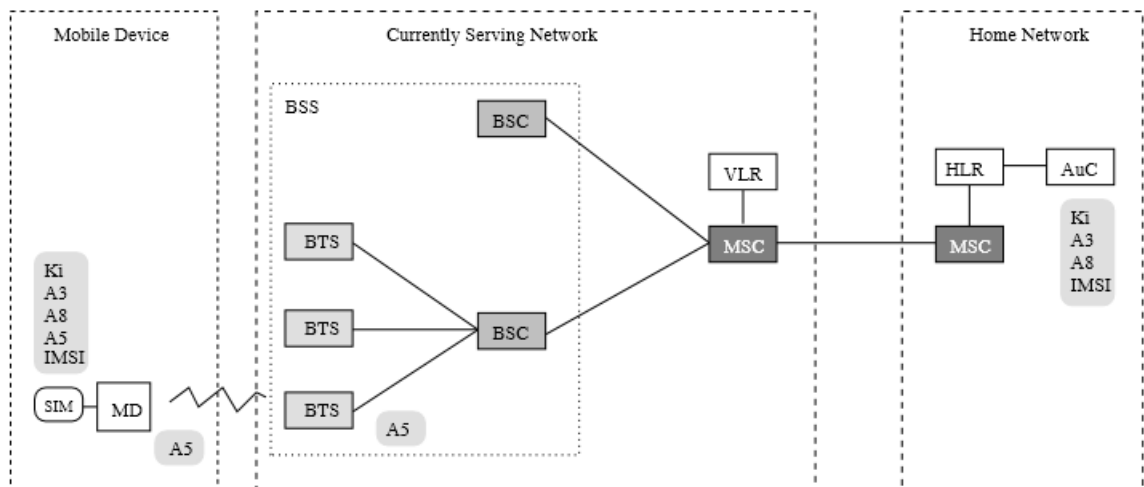 Mobile Device
Currently Serving Network
Home Network
BSS
BSC
VLR
HLR
AuC
BTS
MSC
MSC
Ki
A3
A8
IMSI
Ki
A3
A8
A5
IMSI
BTS
BSC
SIM
MD
BTS
A5
A5